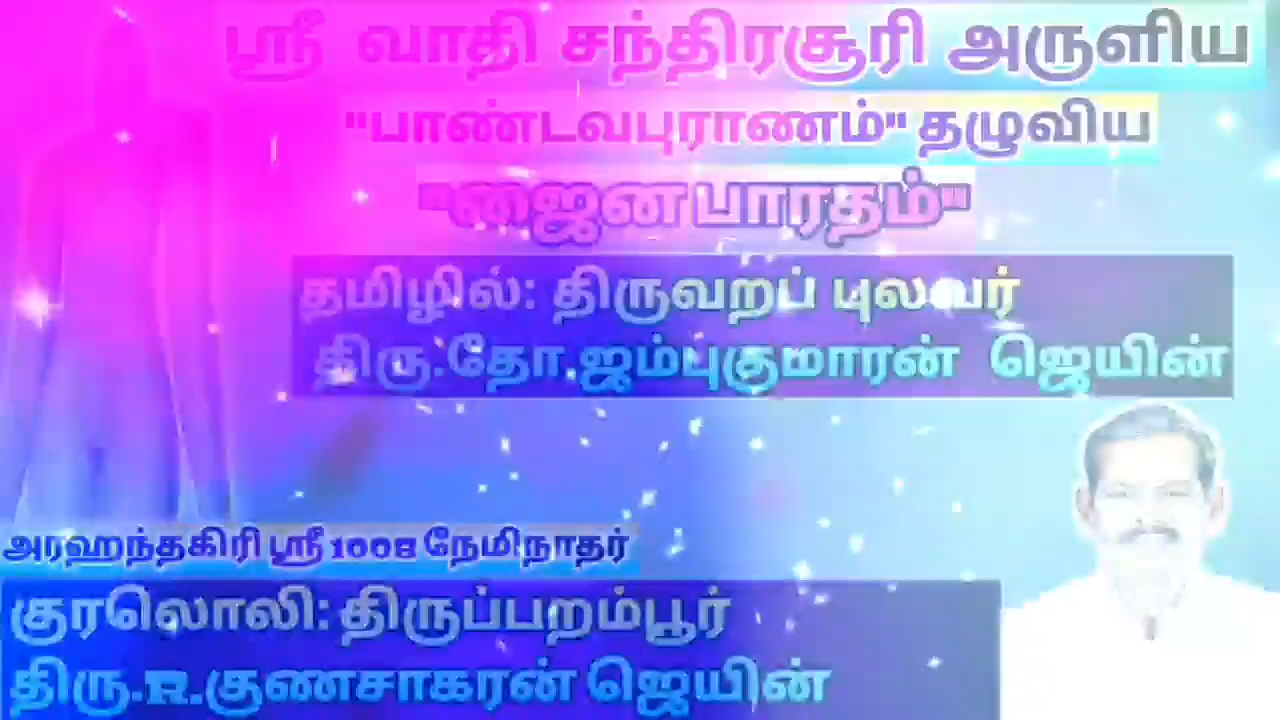 ஸ்ரீ வாதி சந்திரசூரி அருளிய
"பாண்டவபுராணம்" தழுவிய
"ஜைன பாரதம்"
தமிழில்: திருவறப் புலவர்
திரு.தோ.ஜம்புகுமாரன் ஜெயின்
அரஹந்தகிரி ஸ்ரீ 1008 நேமிநாதர்
குரலொலி: திருப்பறம்பூர்
திரு.R.குணசாகரன் ஜெயின்